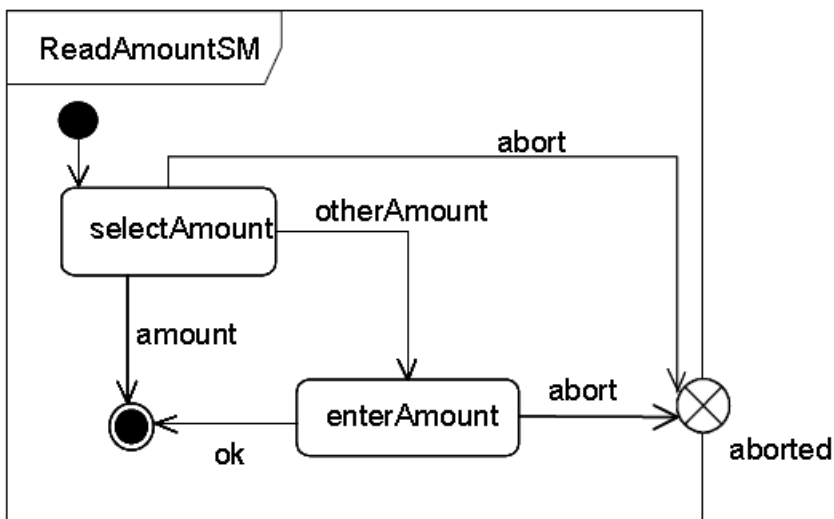 ReadAmountSM
abort
otherAmount
selectAmount
amount
abort
enterAmount
aborted
ok